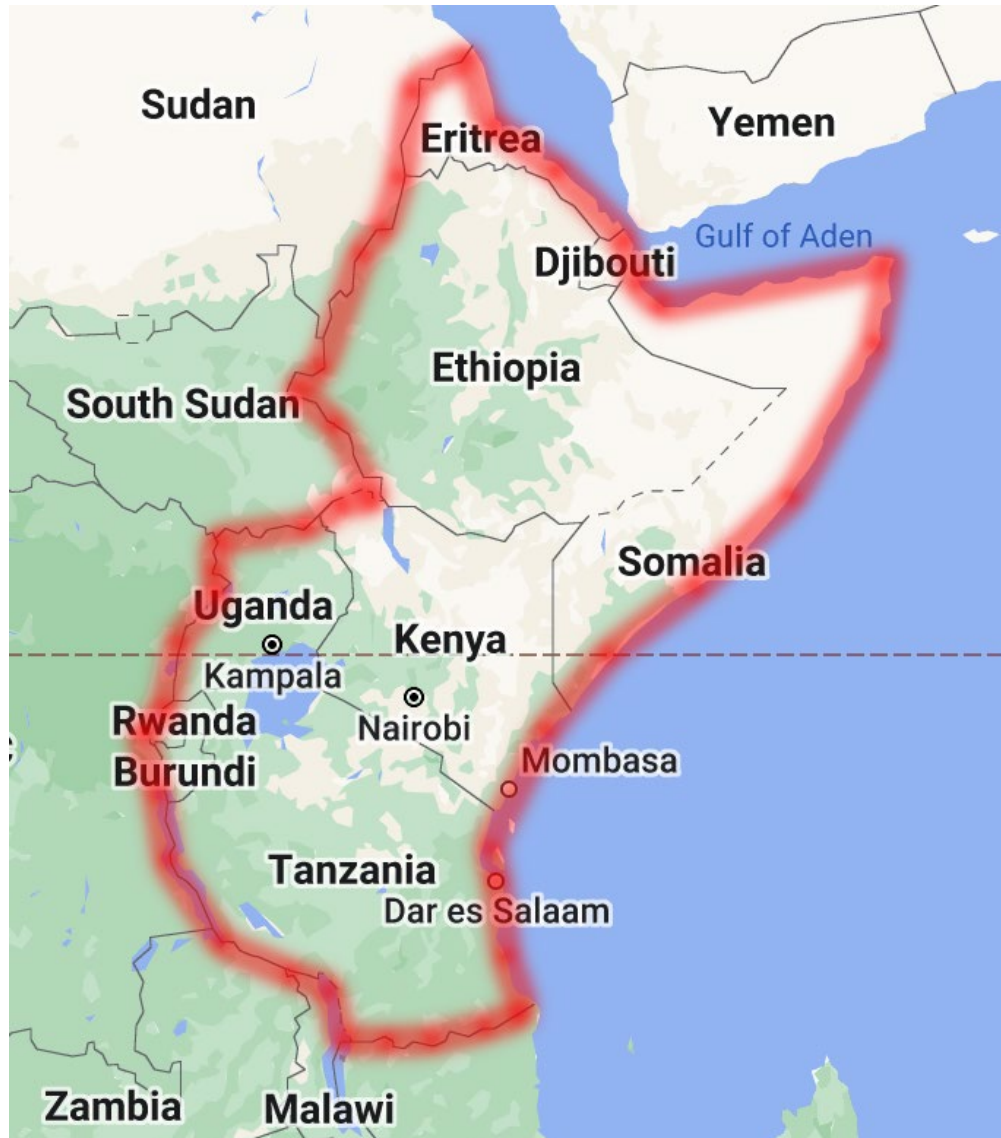 Sudan
Eritrea
Yemen
Gulf of Aden
Djibouti
Ethiopia
South Sudan
Somalia
Uganda
Kenya
Kampala
Nairobi
Rwanda
Burundi
Mombasa
Tanzania
Dar es Salaam
Zambia
Malawi